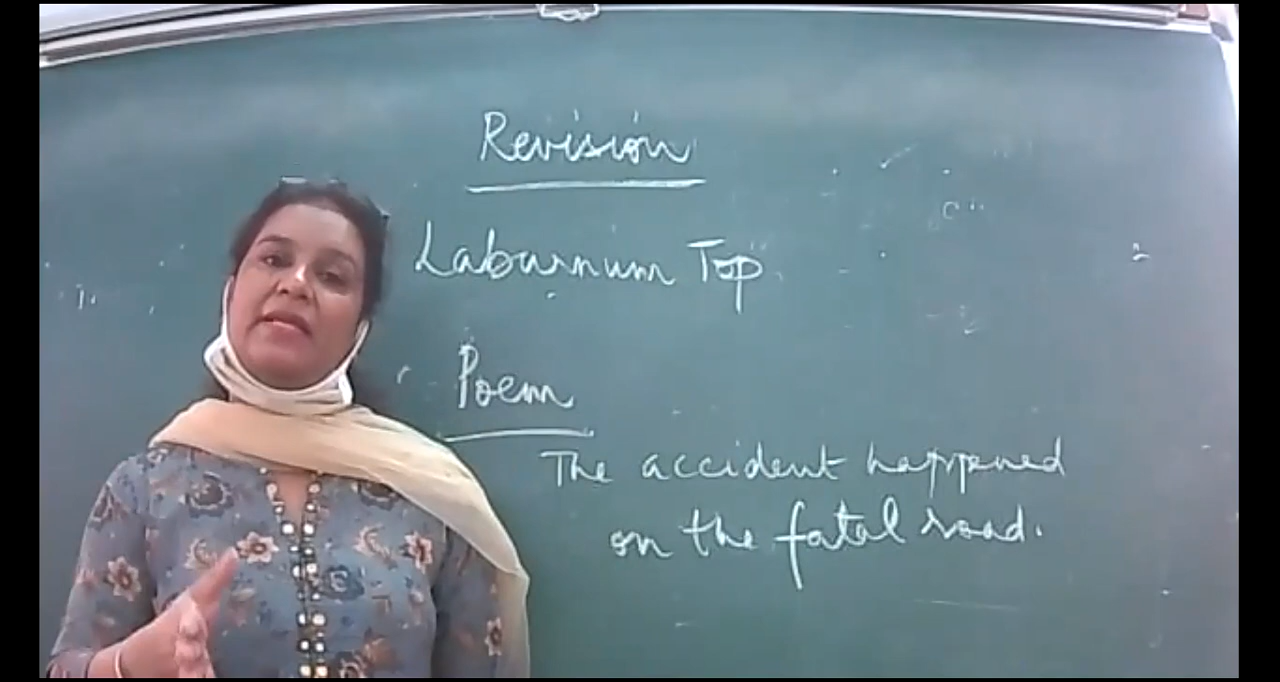 Revision
Laburnum Top
Poem
The accident happened
on the fatal road.